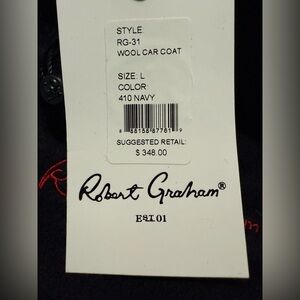 STYLE
RG-31
WOOL CAR COAT
SIZE: L
COLOR
410 NAVY
SUGGESTED RETAIL:
$ 348.00
Robert Graham®
EST.01